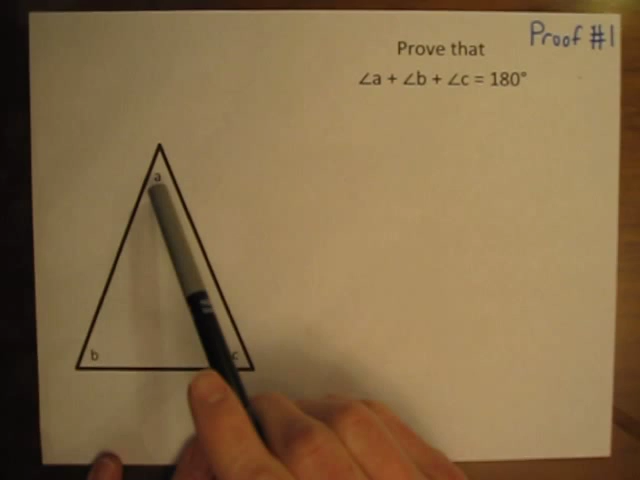 Proof #1
Prove that
∠a + ∠b + ∠c = 180°
a
b
c